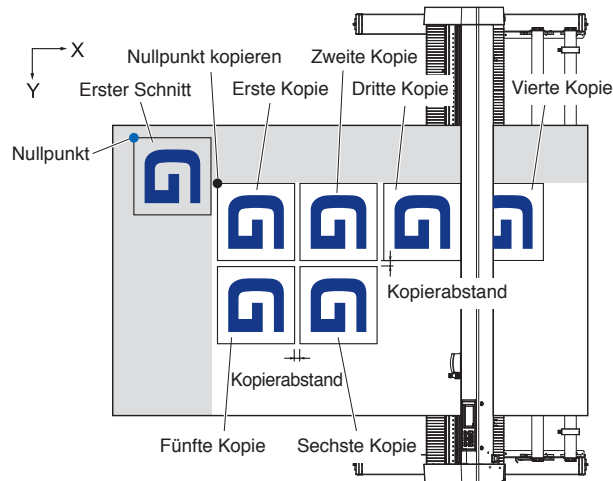 X
Y
Nullpunkt kopieren
Zweite Kopie
Erster Schnitt
Erste Kopie
Dritte Kopie
Vierte Kopie
Nullpunkt
Kopierabstand
Kopierabstand
Fünfte Kopie
Sechste Kopie